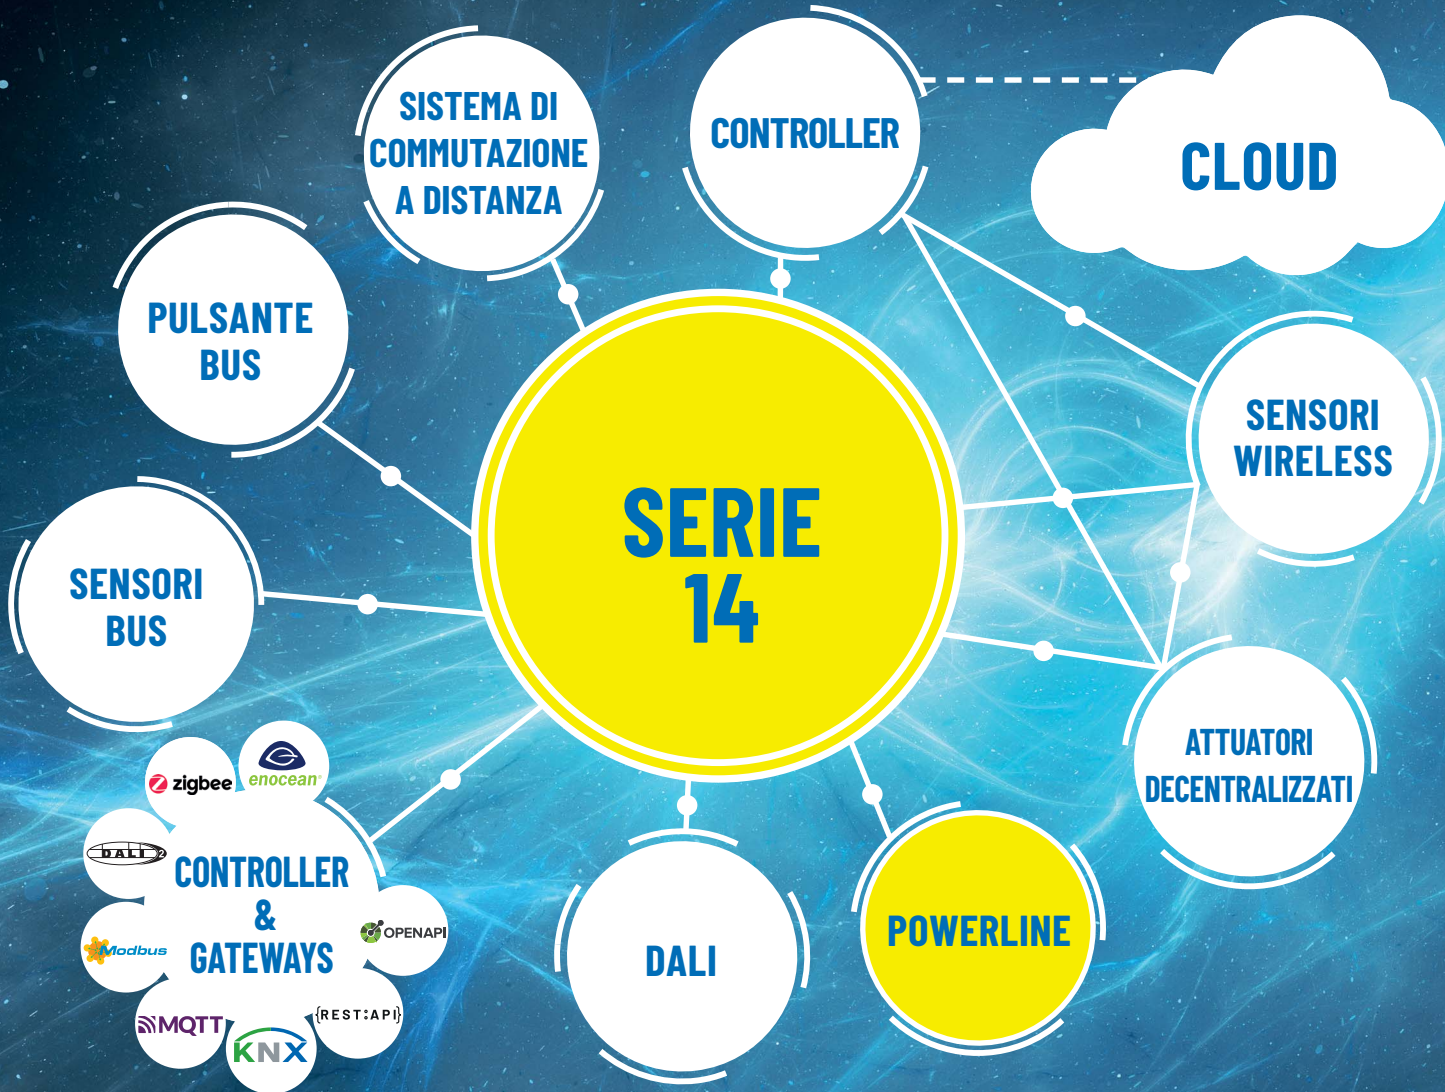 SISTEMA DI
COMMUTAZIONE
A DISTANZA
CONTROLLER
CLOUD
PULSANTE
BUS
SENSORI
WIRELESS
SERIE
14
SENSORI
BUS
ATTUATORI
DECENTRALIZZATI
zigbee
enocean®
DALI 2
CONTROLLER
&
GATEWAYS
Modbus
OPENAPI
MQTT
{REST:API}
KNX
DALI
POWERLINE